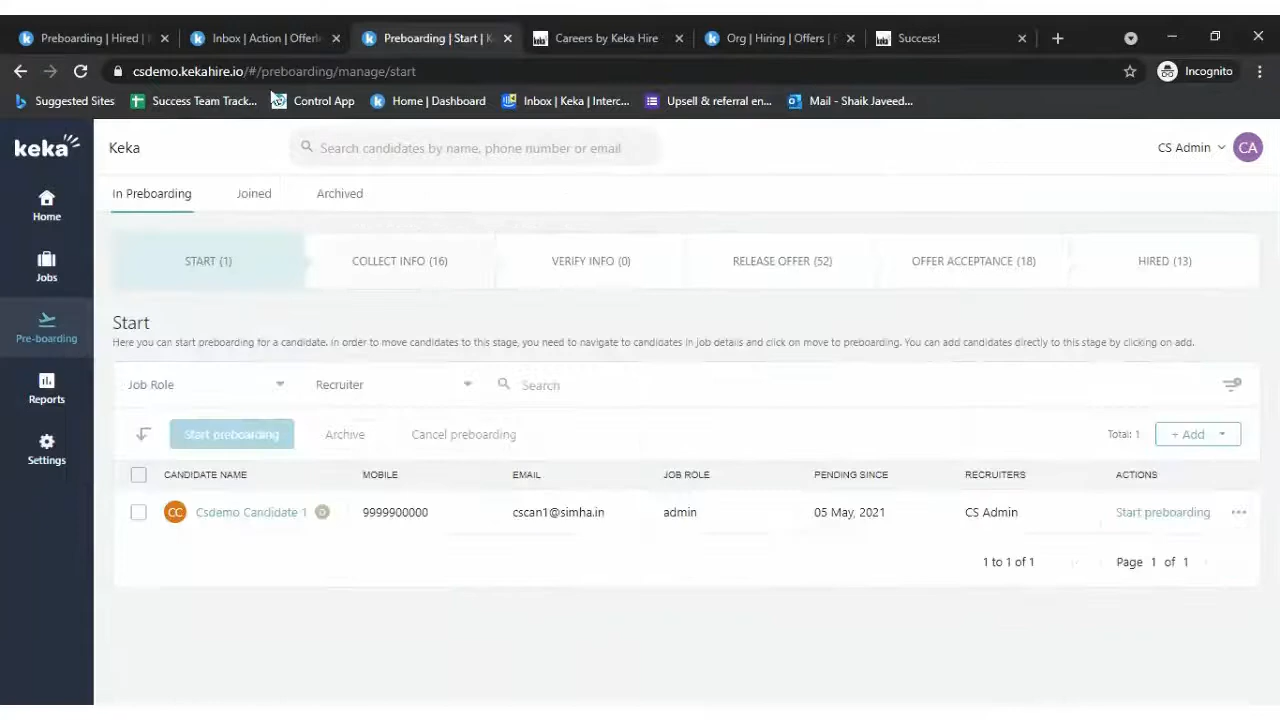 Preboarding | Hired | Inbox | Action | Offerl Preboarding | Start | K Careers by Keka Hire Org | Hiring | Offers | Success!
csdemo.kekahire.io/#/preboarding/manage/start Incognito
Suggested Sites Success Team Track... Control App Home | Dashboard Inbox | Keka | Interc... Upsell & referral en... Mail - Shaik Javeed...
keka Keka Search candidates by name, phone number or email CS Admin CA
In Preboarding Joined Archived
Home
Jobs
Pre-boarding
Reports
Settings
START (1) COLLECT INFO (16) VERIFY INFO (0) RELEASE OFFER (52) OFFER ACCEPTANCE (18) HIRED (13)
Start
Here you can start preboarding for a candidate. In order to move candidates to this stage, you need to navigate to candidates in job details and click on move to preboarding. You can add candidates directly to this stage by clicking on add.
Job Role Recruiter Search
Start preboarding Archive Cancel preboarding Total: 1 + Add
CANDIDATE NAME MOBILE EMAIL JOB ROLE PENDING SINCE RECRUITERS ACTIONS
CC Csdemo Candidate 1 9999900000 cscan1@simha.in admin 05 May, 2021 CS Admin Start preboarding ...
1 to 1 of 1 Page 1 of 1